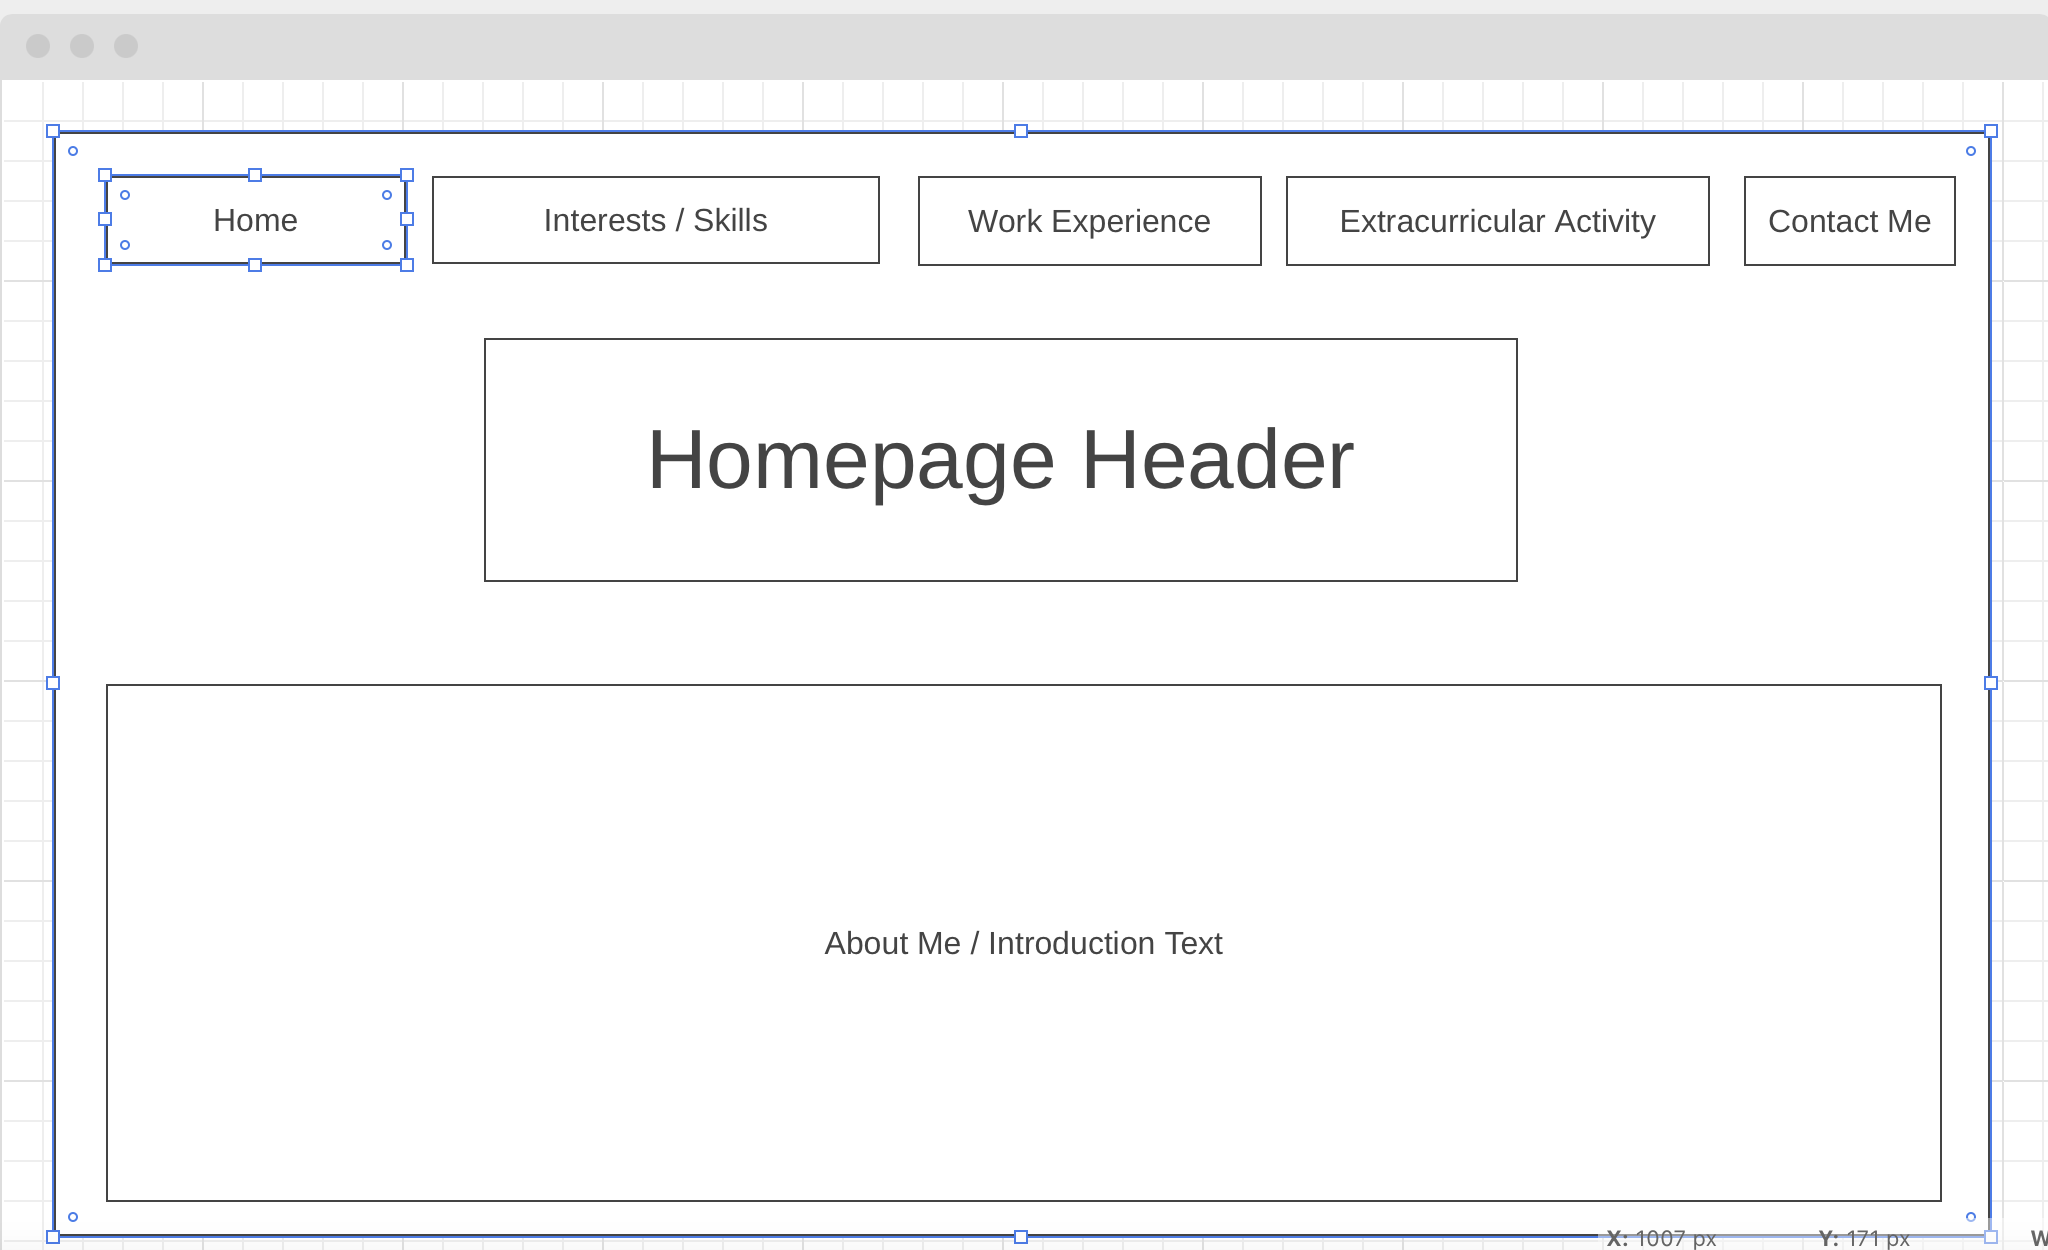 Home
Interests / Skills
Work Experience
Extracurricular Activity
Contact Me
Homepage Header
About Me / Introduction Text
X: 1007 px Y: 171 px W